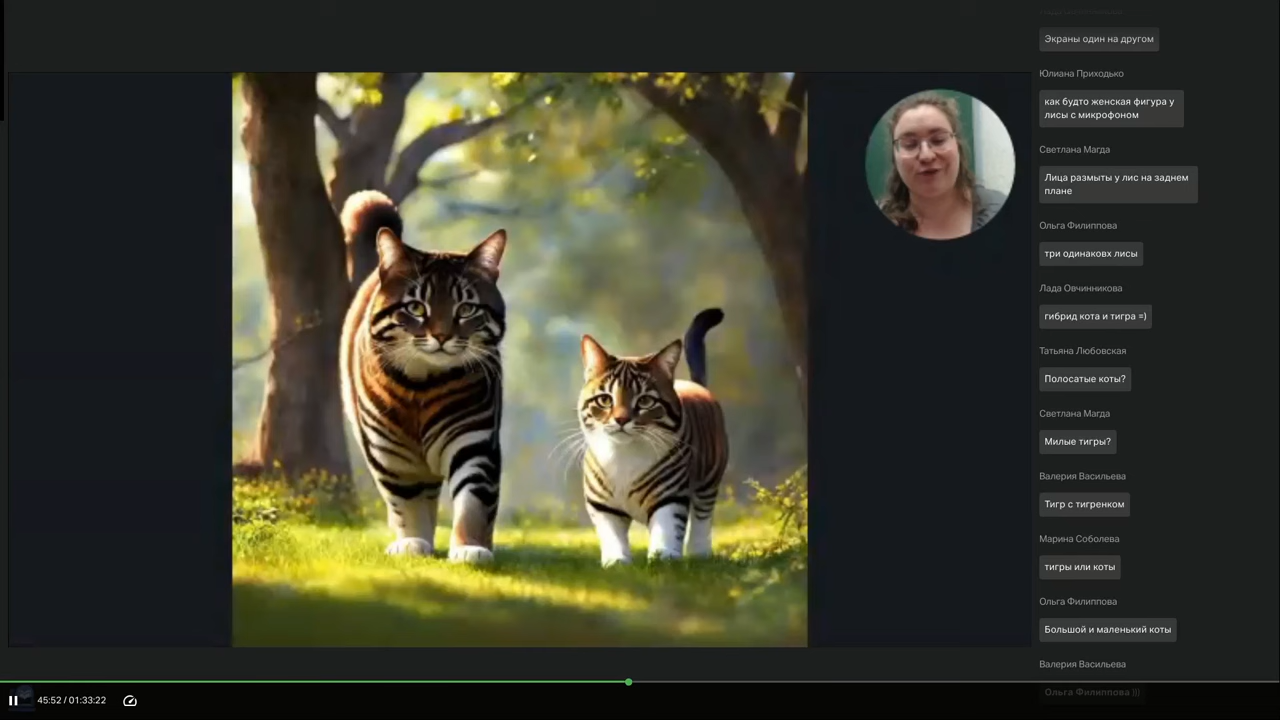 Экраны один на другом
Юлиана Приходько
как будто женская фигура у
лисы с микрофоном
Светлана Магда
Лица размыты у лис на заднем
плане
Ольга Филиппова
три одинаковх лисы
Лада Овчинникова
гибрид кота и тигра =)
Татьяна Любовская
Полосатые коты?
Светлана Магда
Милые тигры?
Валерия Васильева
Тигр с тигренком
Марина Соболева
тигры или коты
Ольга Филиппова
Большой и маленький коты
Валерия Васильева
Ольга Филиппова )))
45:52 / 01:33:22